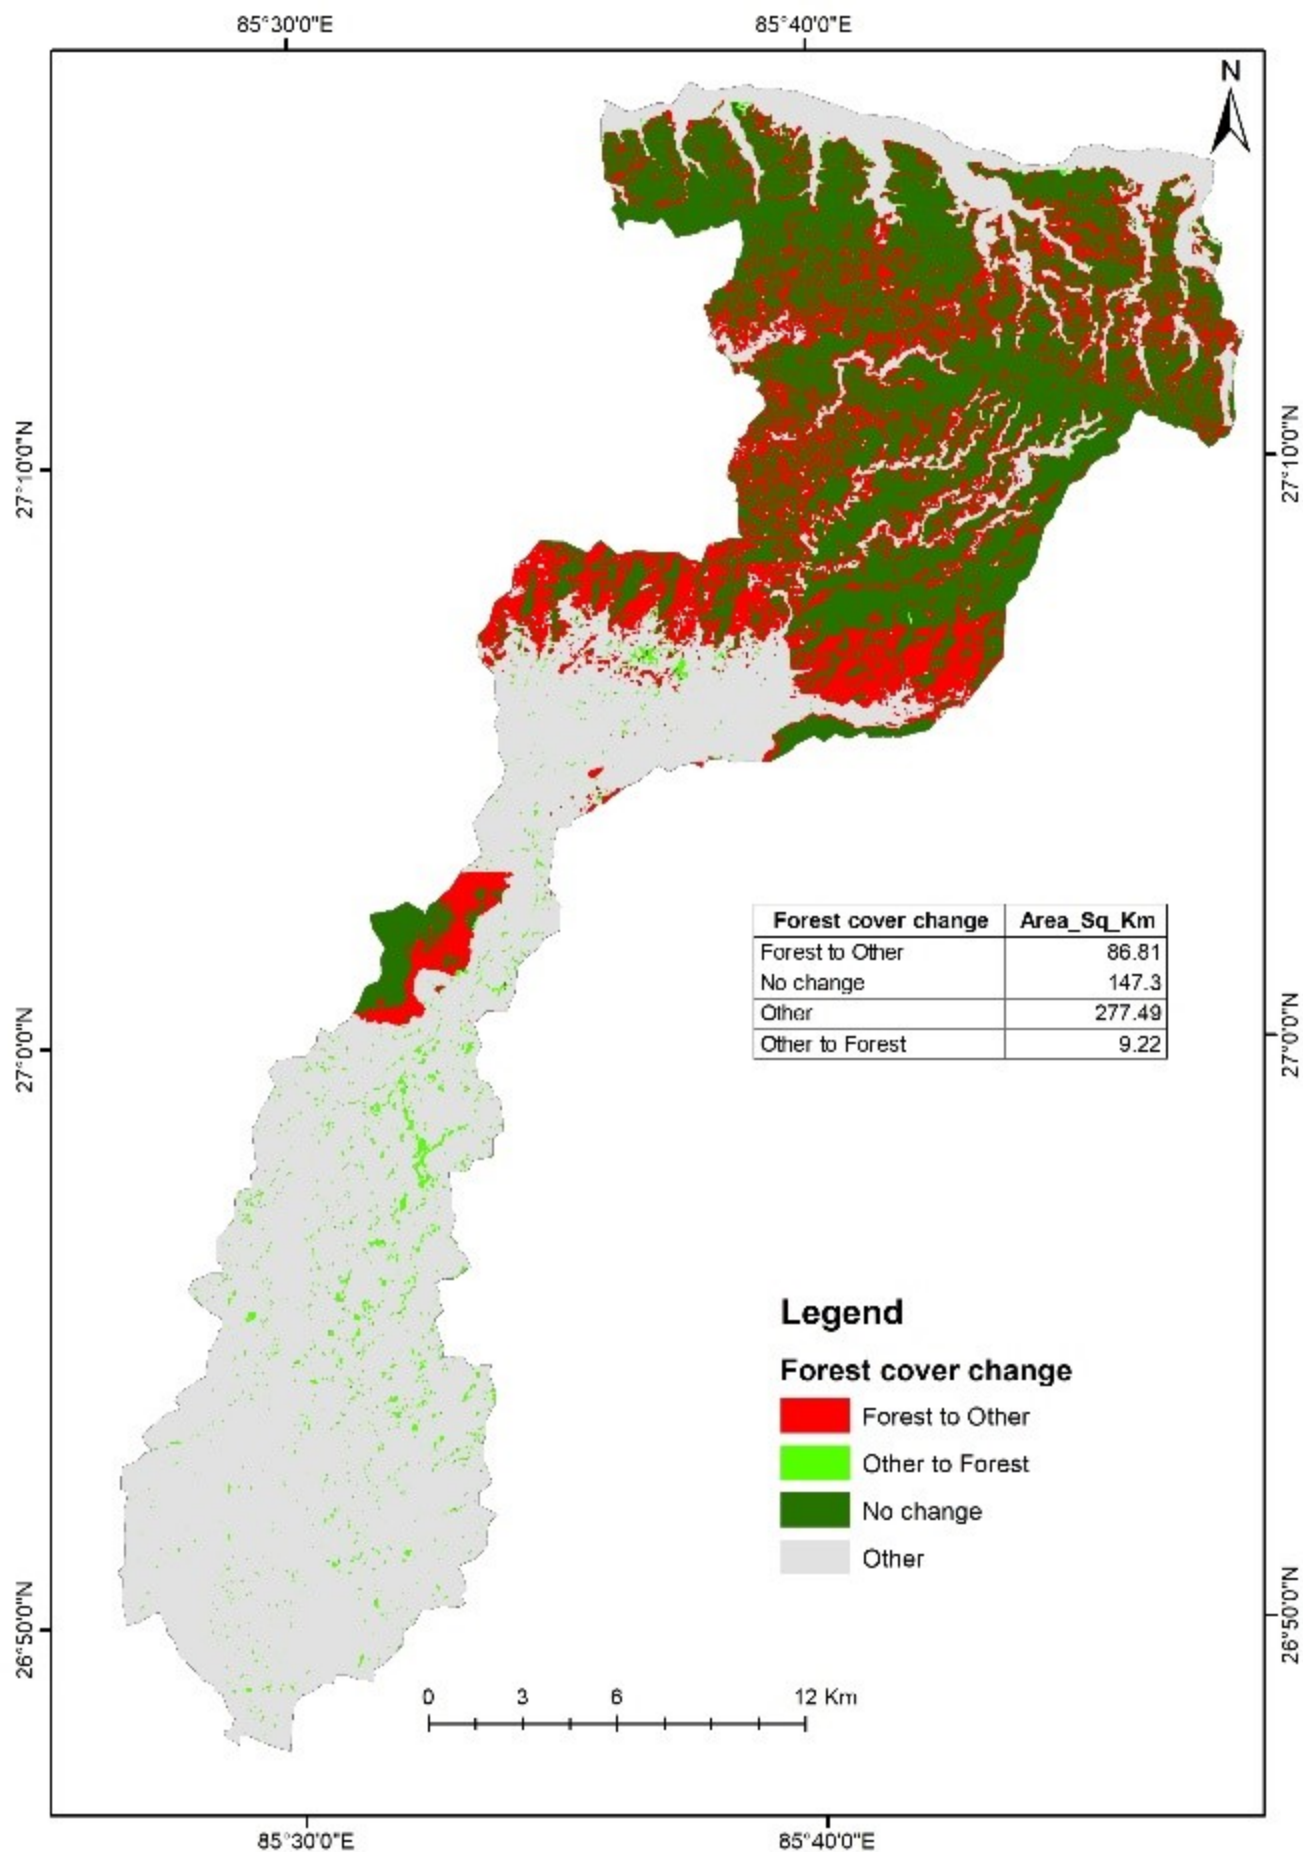 85°30'0"E 85°40'0"E
N
27°10'0"N 27°10'0"N
Forest cover change Area_Sq_Km
Forest to Other 86.81
No change 147.3
Other 277.49
Other to Forest 9.22
27°0'0"N 27°0'0"N
Legend
Forest cover change
Forest to Other
Other to Forest
No change
Other
26°50'0"N 26°50'0"N
0 3 6 12 Km
85°30'0"E 85°40'0"E